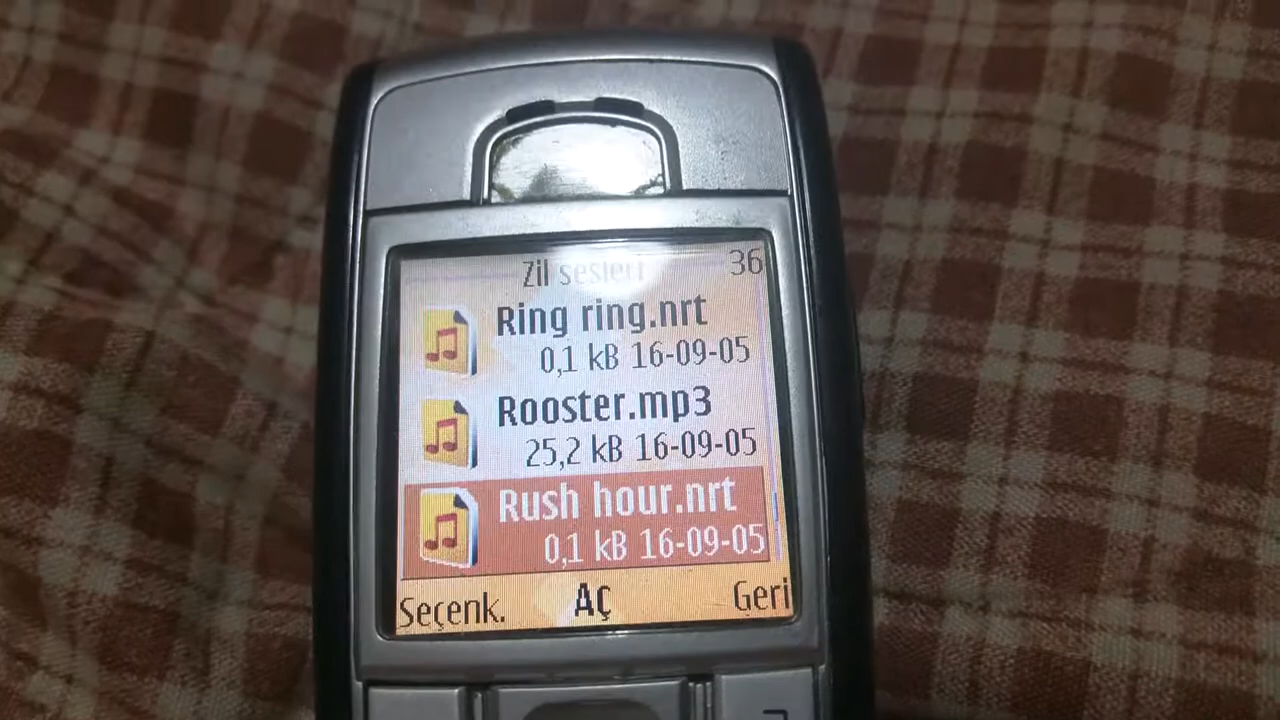 Zil sesleri 36
Ring ring.nrt
0,1 kB 16-09-05
Rooster.mp3
25,2 kB 16-09-05
Rush hour.nrt
0,1 kB 16-09-05
Seçenk. AÇ Geri